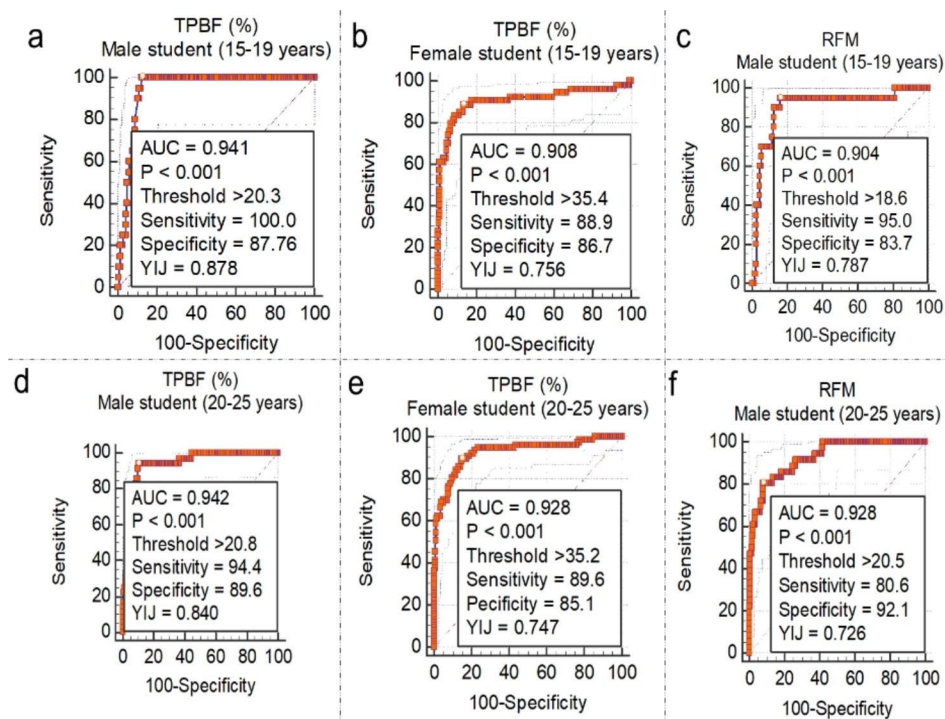 a
TPBF (%)
Male student (15-19 years)
Sensitivity
100
80
60
40
20
0
AUC = 0.941
P < 0.001
Threshold >20.3
Sensitivity = 100.0
Specificity = 87.76
YIJ = 0.878
0 20 40 60 80 100
100-Specificity
b
TPBF (%)
Female student (15-19 years)
Sensitivity
100
80
60
40
20
0
AUC = 0.908
P < 0.001
Threshold >35.4
Sensitivity = 88.9
Specificity = 86.7
YIJ = 0.756
0 20 40 60 80 100
100-Specificity
c
RFM
Male student (15-19 years)
Sensitivity
100
80
60
40
20
0
AUC = 0.904
P < 0.001
Threshold >18.6
Sensitivity = 95.0
Specificity = 83.7
YIJ = 0.787
0 20 40 60 80 100
100-Specificity
d
TPBF (%)
Male student (20-25 years)
Sensitivity
100
80
60
40
20
0
AUC = 0.942
P < 0.001
Threshold >20.8
Sensitivity = 94.4
Specificity = 89.6
YIJ = 0.840
0 20 40 60 80 100
100-Specificity
e
TPBF (%)
Female student (20-25 years)
Sensitivity
100
80
60
40
20
0
AUC = 0.928
P < 0.001
Threshold >35.2
Sensitivity = 89.6
Pecificity = 85.1
YIJ = 0.747
0 20 40 60 80 100
100-Specificity
f
RFM
Male student (20-25 years)
Sensitivity
100
80
60
40
20
0
AUC = 0.928
P < 0.001
Threshold >20.5
Sensitivity = 80.6
Specificity = 92.1
YIJ = 0.726
0 20 40 60 80 100
100-Specificity